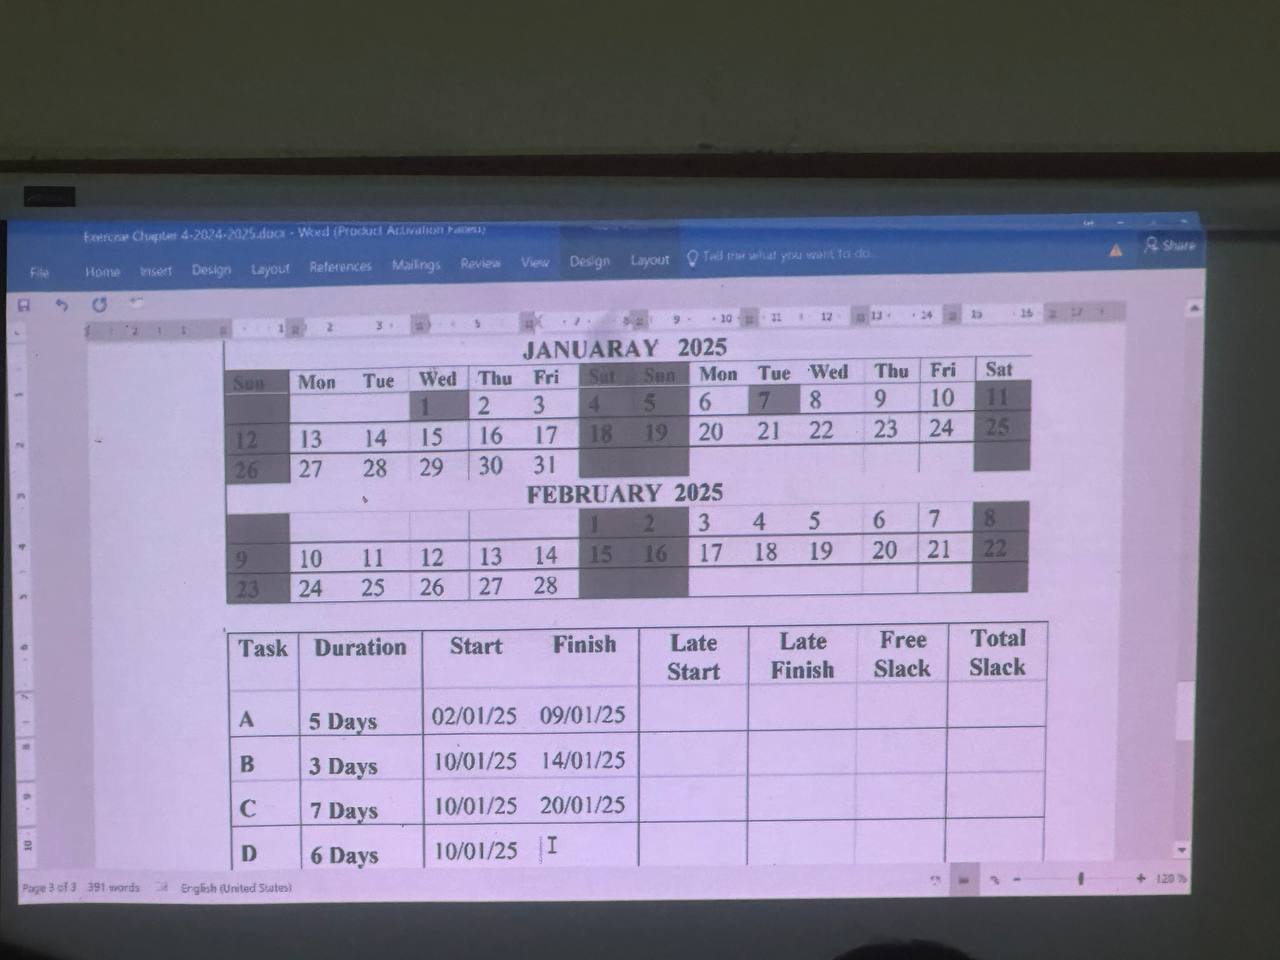 Exercise Chapter 4-2024-2025.docx - Word (Product Activation Failed)
File Home Insert Design Layout References Mailings Review View Design Layout Tell me what you want to do... Share
JANUARAY 2025
Sun Mon Tue Wed Thu Fri Sat Sun Mon Tue Wed Thu Fri Sat
1 2 3 4 5 6 7 8 9 10 11
12 13 14 15 16 17 18 19 20 21 22 23 24 25
26 27 28 29 30 31
FEBRUARY 2025
1 2 3 4 5 6 7 8
9 10 11 12 13 14 15 16 17 18 19 20 21 22
23 24 25 26 27 28
Task Duration Start Finish Late Start Late Finish Free Slack Total Slack
A 5 Days 02/01/25 09/01/25
B 3 Days 10/01/25 14/01/25
C 7 Days 10/01/25 20/01/25
D 6 Days 10/01/25
Page 3 of 3 391 words English (United States) 120 %